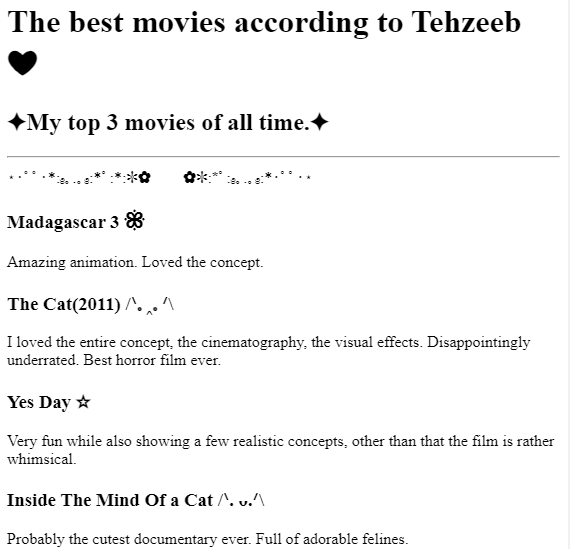 The best movies according to Tehzeeb
♥
✦My top 3 movies of all time.✦
⋆·˚ ༘ *:ₒ。.。ₒ:*˚:*:✼✿  ✿✼:*˚:ₒ。.。ₒ:*·˚ ༘ ·⋆
Madagascar 3 ꕤ
Amazing animation. Loved the concept.
The Cat(2011) /ᐠ｡ꞈ｡ᐟ\
I loved the entire concept, the cinematography, the visual effects. Disappointingly
underrated. Best horror film ever.
Yes Day ☆
Very fun while also showing a few realistic concepts, other than that the film is rather
whimsical.
Inside The Mind Of a Cat /ᐠ. ᴗ.ᐟ\
Probably the cutest documentary ever. Full of adorable felines.